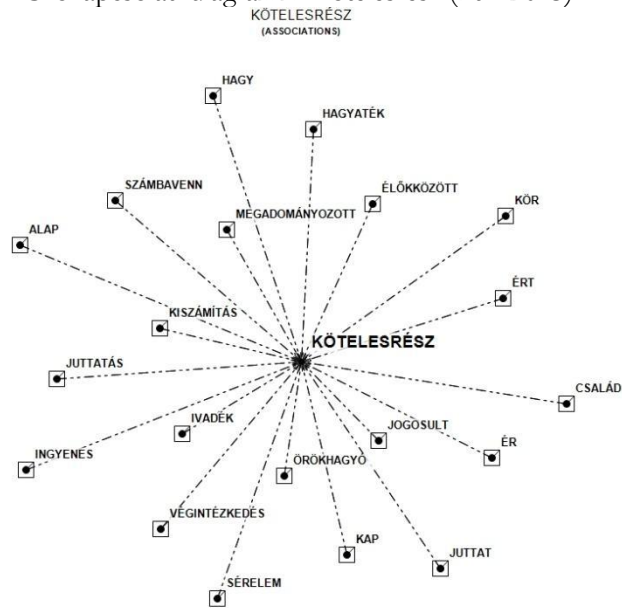 KÖTELESRÉSZ
(ASSOCIATIONS)
HAGY
HAGYATÉK
SZÁMBAVENN
ÉLŐKKÖZÖTT
MEGADOMÁNYOZOTT
KÖR
ALAP
ÉRT
KISZÁMÍTÁS
KÖTELESRÉSZ
JUTTATÁS
CSALÁD
IVADÉK
JOGOSULT
INGYENES
ÖRÖKHAGYÓ
ÉR
VÉGINTÉZKEDÉS
KAP
JUTTAT
SÉRELEM